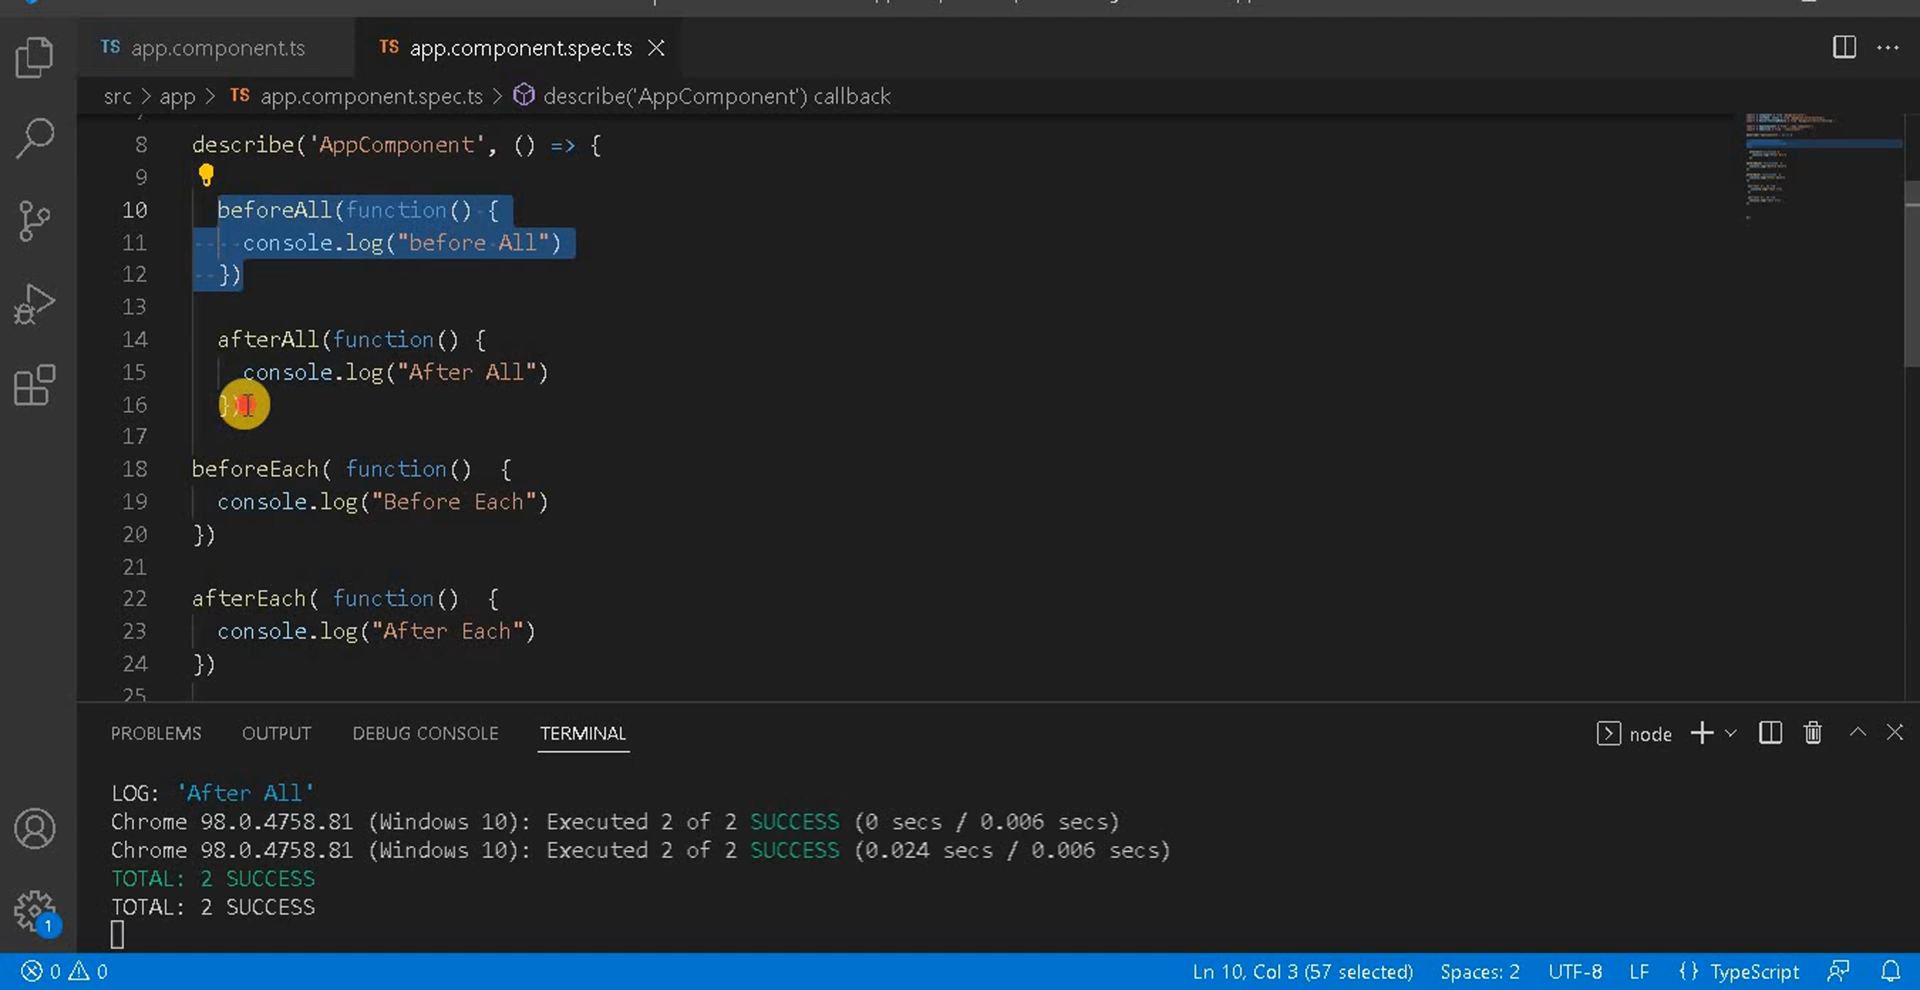 TS app.component.ts
TS app.component.spec.ts
src > app > TS app.component.spec.ts > describe('AppComponent') callback
8 describe('AppComponent', () => {
9
10 beforeAll(function() {
11 console.log("before All")
12 })
13
14 afterAll(function() {
15 console.log("After All")
16 })
17
18 beforeEach( function()  {
19 console.log("Before Each")
20 })
21
22 afterEach( function()  {
23 console.log("After Each")
24 })
25
PROBLEMS OUTPUT DEBUG CONSOLE TERMINAL
node
LOG: 'After All'
Chrome 98.0.4758.81 (Windows 10): Executed 2 of 2 SUCCESS (0 secs / 0.006 secs)
Chrome 98.0.4758.81 (Windows 10): Executed 2 of 2 SUCCESS (0.024 secs / 0.006 secs)
TOTAL: 2 SUCCESS
TOTAL: 2 SUCCESS
1
0 0 Ln 10, Col 3 (57 selected) Spaces: 2 UTF-8 LF {} TypeScript